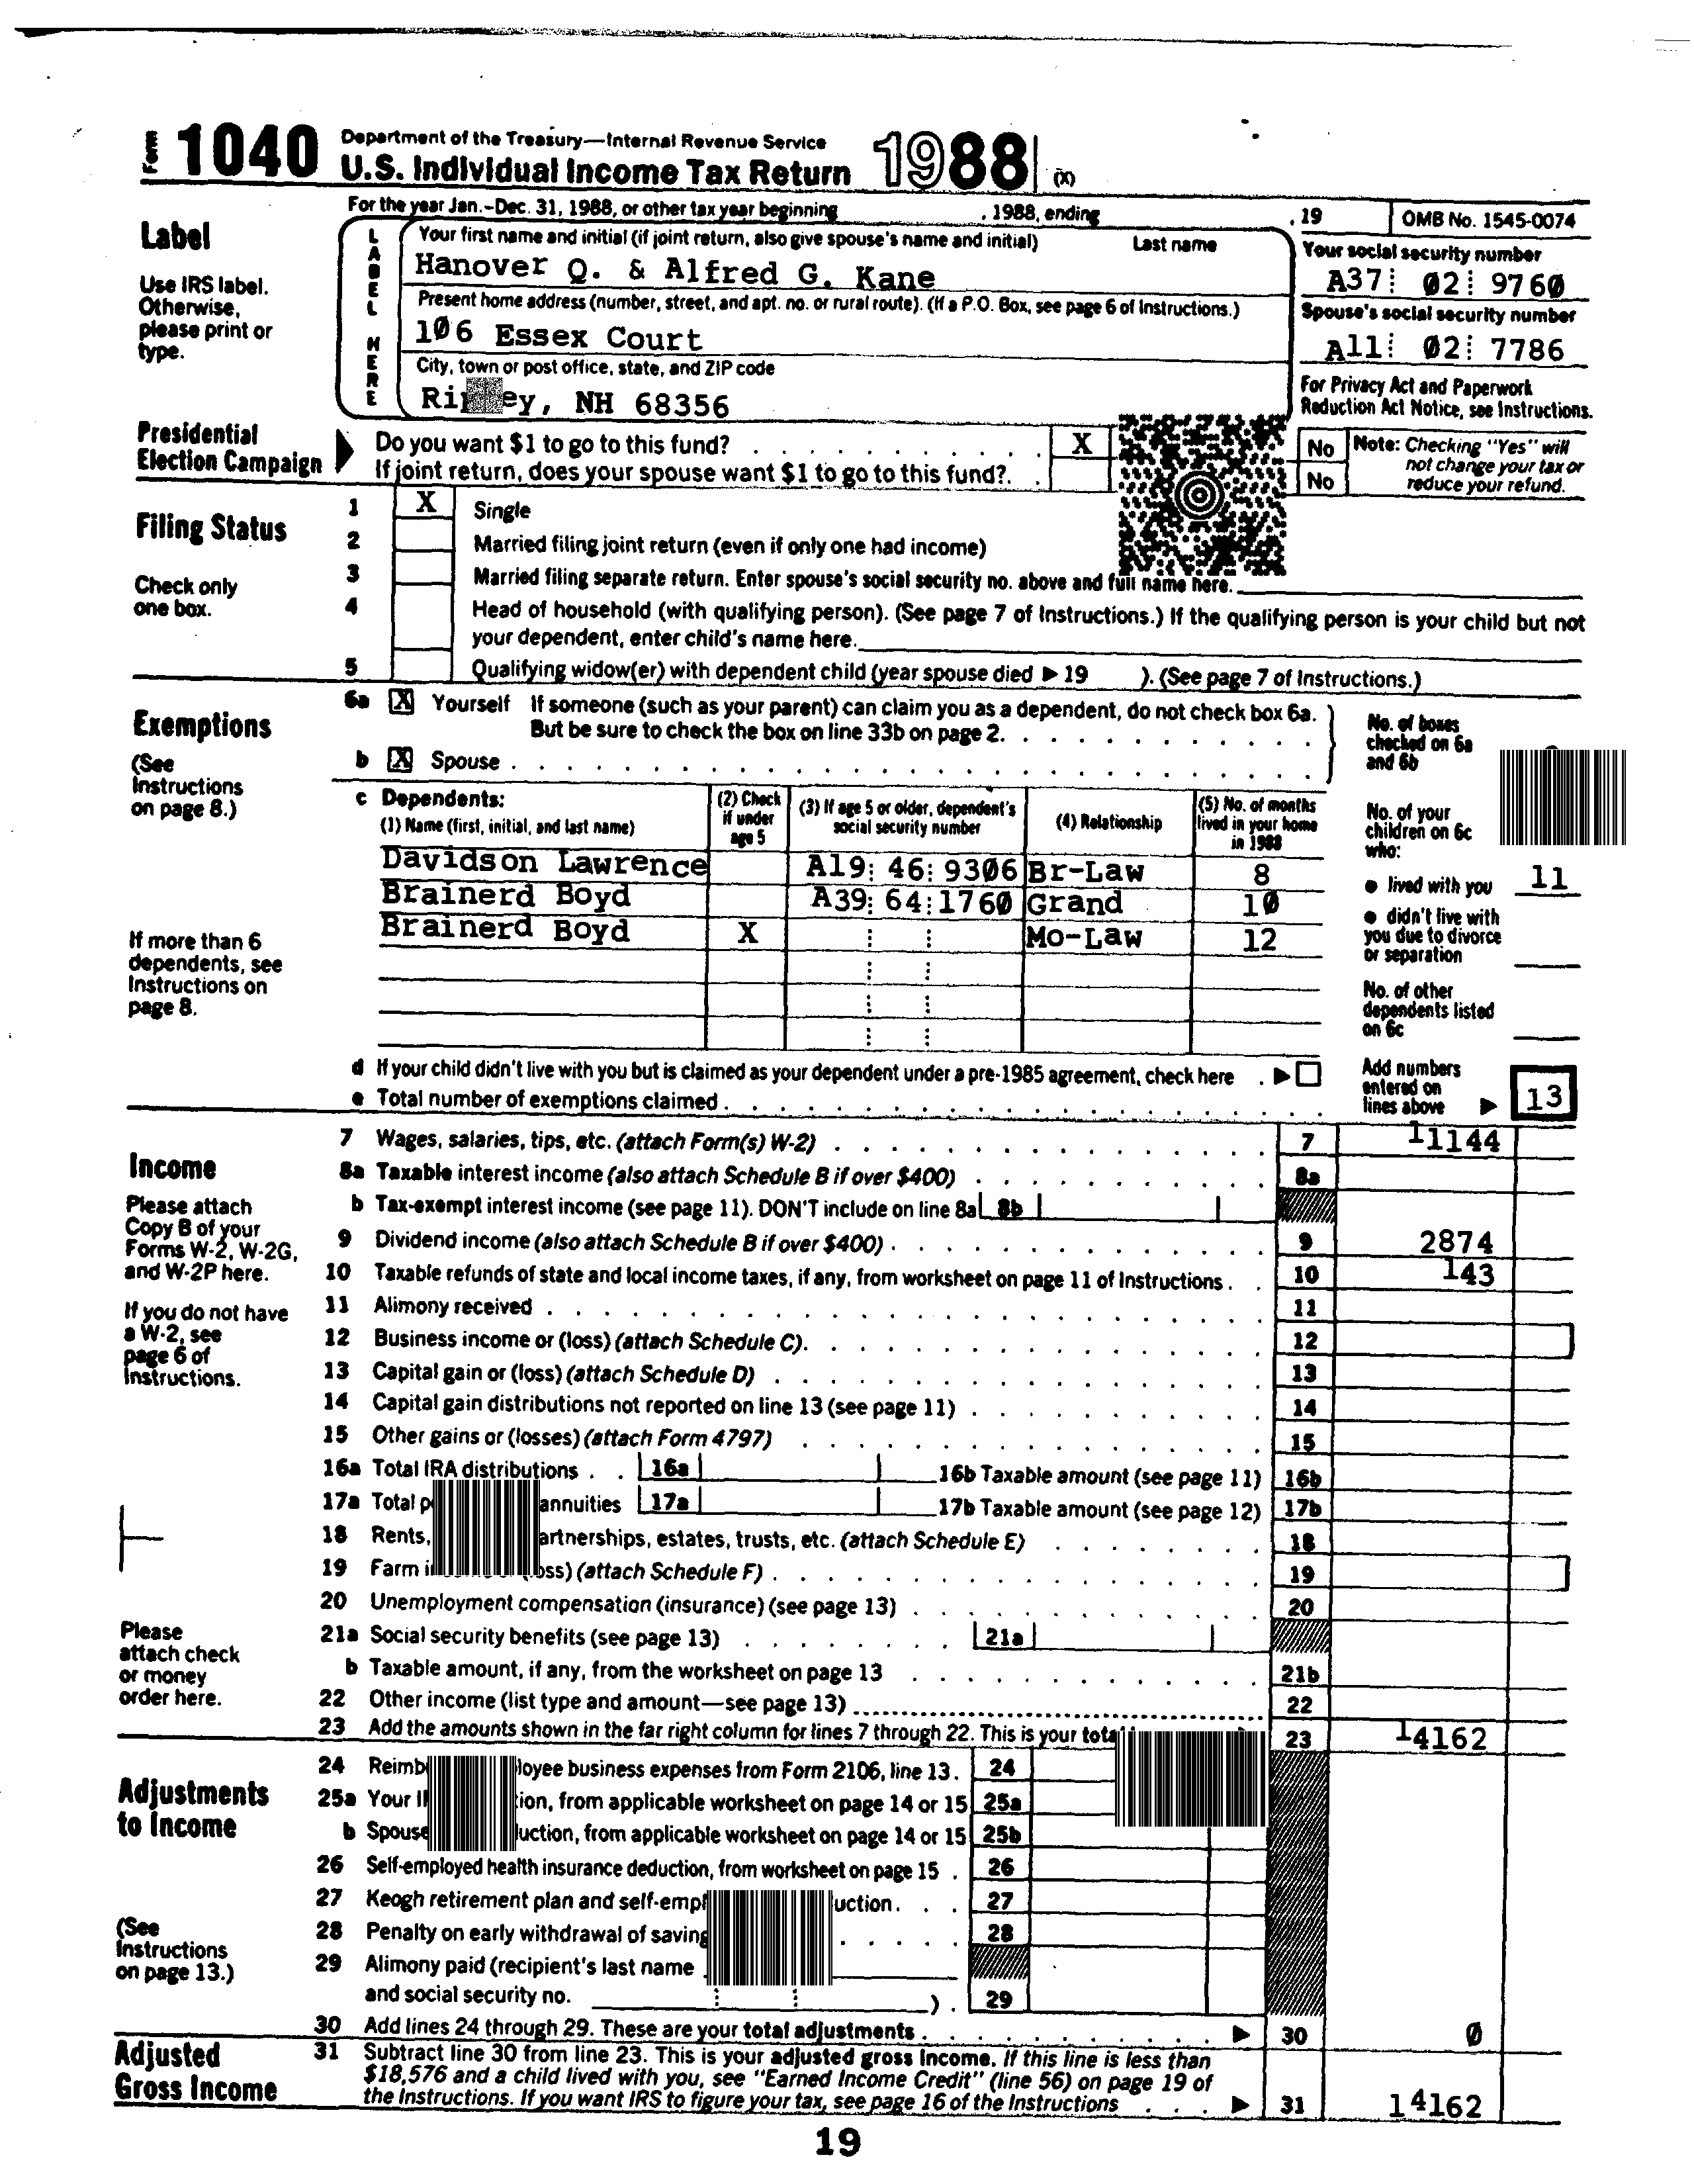 Form 1040 Department of the Treasury—Internal Revenue Service
U.S. Individual Income Tax Return 1988 (X)
For the year Jan.-Dec. 31, 1988, or other tax year beginning , 1988, ending , 19 OMB No. 1545-0074
Label
Use IRS label. Otherwise, please print or type.
LABEL HERE
Your first name and initial (if joint return, also give spouse's name and initial) Last name
Hanover Q. & Alfred G. Kane
Your social security number
A37 02 9760
Present home address (number, street, and apt. no. or rural route). (If a P.O. Box, see page 6 of Instructions.)
106 Essex Court
Spouse's social security number
A11 02 7786
City, town or post office, state, and ZIP code
NH 68356
For Privacy Act and Paperwork Reduction Act Notice, see Instructions.
Presidential Election Campaign
Do you want $1 to go to this fund? X No
If joint return, does your spouse want $1 to go to this fund?. No
Note: Checking "Yes" will not change your tax or reduce your refund.
Filing Status
Check only one box.
1 X Single
2 Married filing joint return (even if only one had income)
3 Married filing separate return. Enter spouse's social security no. above and full name here.
4 Head of household (with qualifying person). (See page 7 of Instructions.) If the qualifying person is your child but not
your dependent, enter child's name here.
5 Qualifying widow(er) with dependent child (year spouse died ▶ 19 ). (See page 7 of Instructions.)
Exemptions
(See Instructions on page 8.)
6a X Yourself If someone (such as your parent) can claim you as a dependent, do not check box 6a.
But be sure to check the box on line 33b on page 2.
b X Spouse
No. of boxes checked on 6a and 6b
c Dependents:
(1) Name (first, initial, and last name) (2) Check if under age 5 (3) If age 5 or older, dependent's social security number (4) Relationship (5) No. of months lived in your home in 1988
Davidson Lawrence A19 46 9306 Br-Law 8
Brainerd Boyd A39 64 1760 Grand 10
Brainerd Boyd X Mo-Law 12
No. of your children on 6c who:
● lived with you 11
● didn't live with you due to divorce or separation
No. of other dependents listed on 6c
If more than 6 dependents, see Instructions on page 8.
d If your child didn't live with you but is claimed as your dependent under a pre-1985 agreement, check here ▶
e Total number of exemptions claimed
Add numbers entered on lines above ▶ 13
Income
Please attach Copy B of your Forms W-2, W-2G, and W-2P here.
If you do not have a W-2, see page 6 of Instructions.
Please attach check or money order here.
7 Wages, salaries, tips, etc. (attach Form(s) W-2) 7 11144
8a Taxable interest income (also attach Schedule B if over $400) 8a
b Tax-exempt interest income (see page 11). DON'T include on line 8a 8b
9 Dividend income (also attach Schedule B if over $400) 9 2874
10 Taxable refunds of state and local income taxes, if any, from worksheet on page 11 of Instructions 10 143
11 Alimony received 11
12 Business income or (loss) (attach Schedule C). 12
13 Capital gain or (loss) (attach Schedule D) 13
14 Capital gain distributions not reported on line 13 (see page 11) 14
15 Other gains or (losses) (attach Form 4797) 15
16a Total IRA distributions 16a 16b Taxable amount (see page 11) 16b
17a Total annuities 17a 17b Taxable amount (see page 12) 17b
18 Rents, estates, trusts, etc. (attach Schedule E) 18
19 Farm (attach Schedule F) 19
20 Unemployment compensation (insurance) (see page 13) 20
21a Social security benefits (see page 13) 21a
b Taxable amount, if any, from the worksheet on page 13 21b
22 Other income (list type and amount—see page 13) 22
23 Add the amounts shown in the far right column for lines 7 through 22. This is your 23 14162
Adjustments to Income
(See Instructions on page 13.)
24 business expenses from Form 2106, line 13. 24
25a Your from applicable worksheet on page 14 or 15 25a
b from applicable worksheet on page 14 or 15 25b
26 Self-employed health insurance deduction, from worksheet on page 15 26
27 Keogh retirement plan and 27
28 Penalty on early withdrawal of 28
29 Alimony paid (recipient's last name
and social security no. ) 29
30 Add lines 24 through 29. These are your total adjustments ▶ 30 0
Adjusted Gross Income
31 Subtract line 30 from line 23. This is your adjusted gross income. If this line is less than
$18,576 and a child lived with you, see "Earned Income Credit" (line 56) on page 19 of
the Instructions. If you want IRS to figure your tax, see page 16 of the Instructions ▶ 31 14162
19